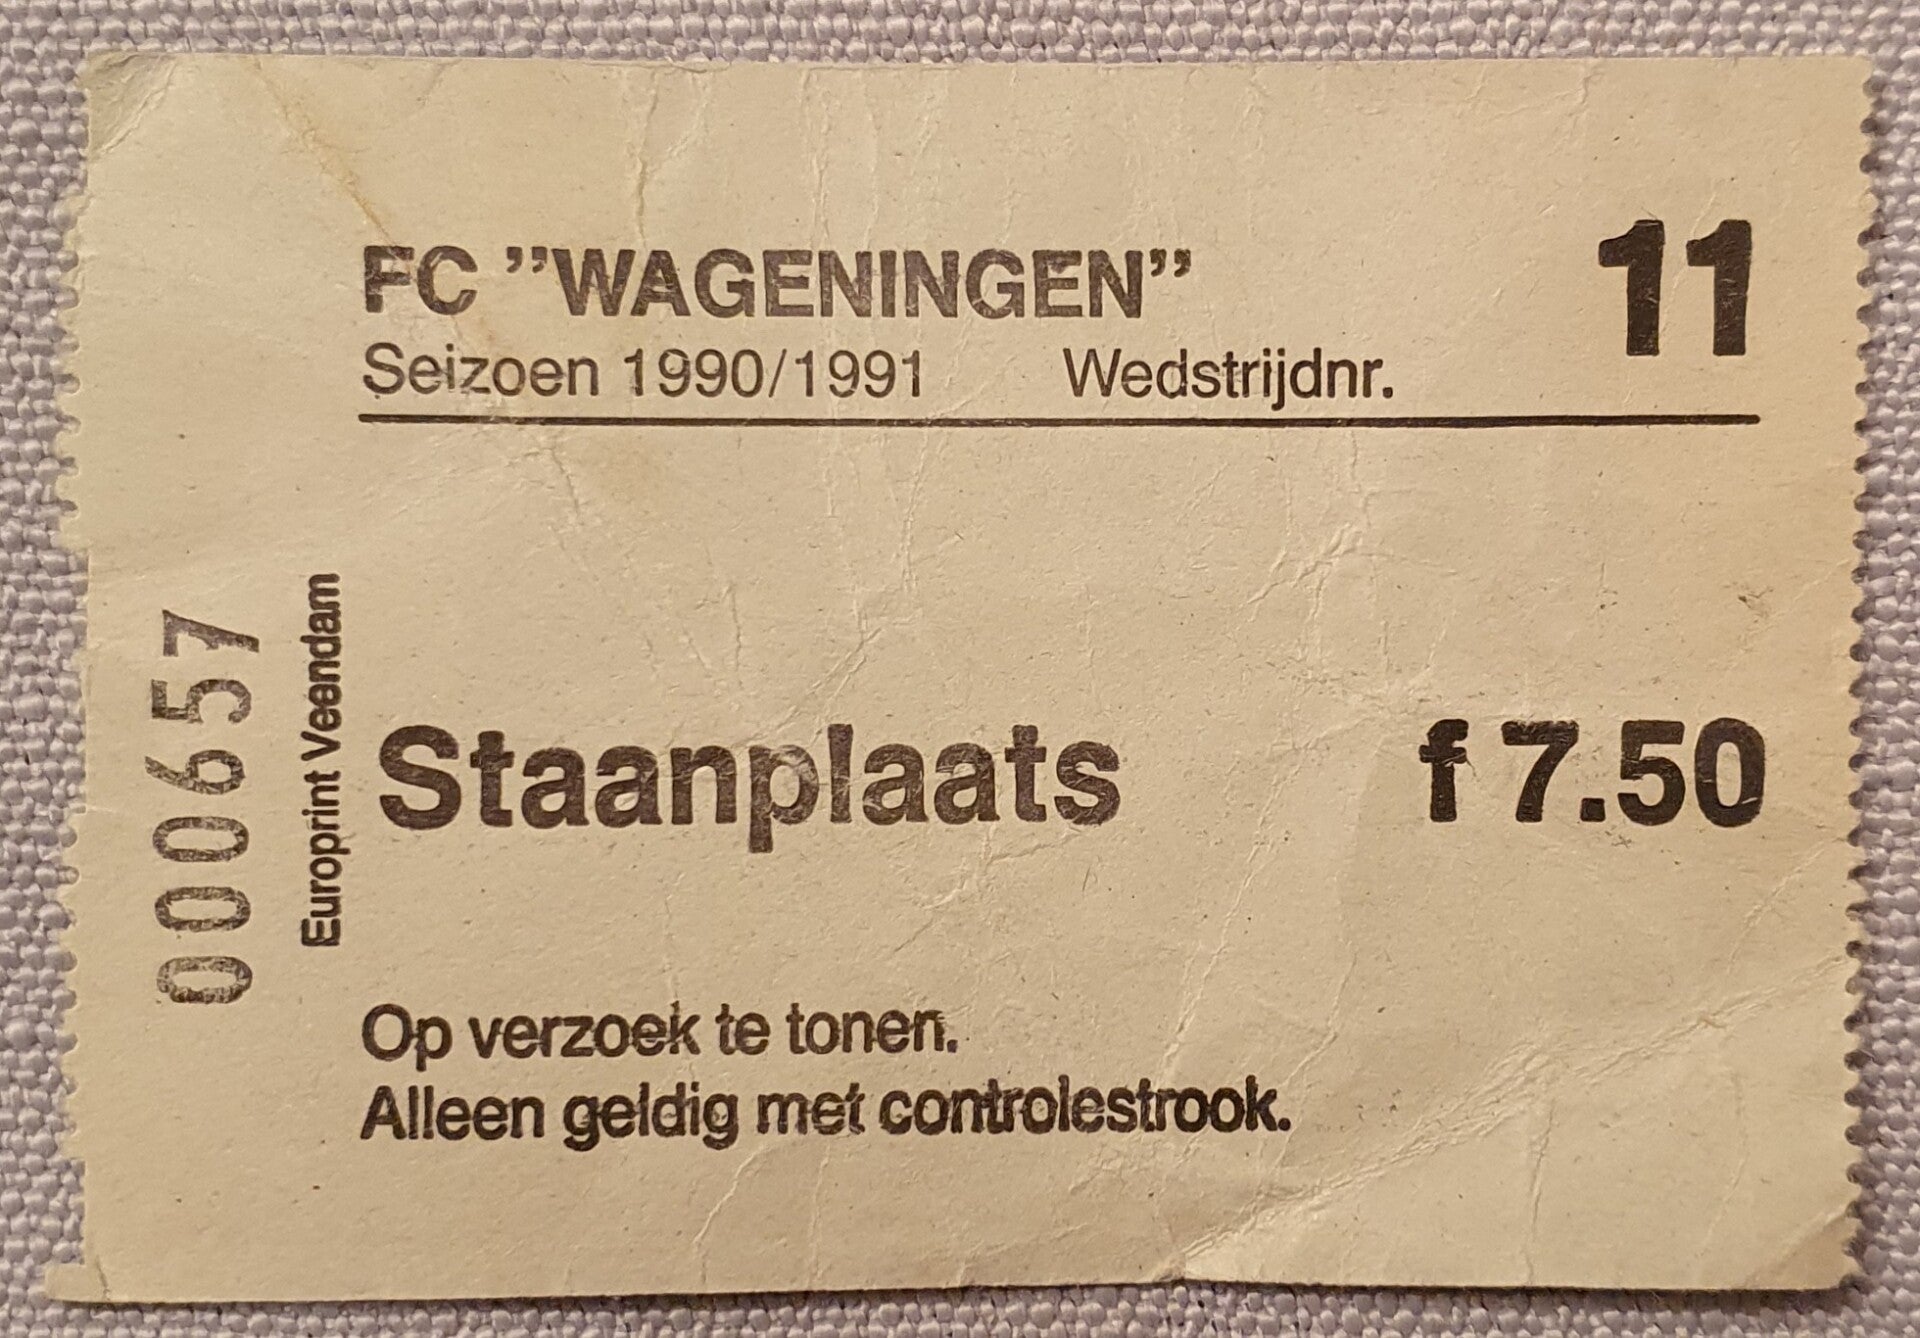 FC ”WAGENINGEN”
11
Seizoen 1990/1991 Wedstrijdnr.
Staanplaats f 7.50
Op verzoek te tonen.
Alleen geldig met controlestrook.
000657
Europrint Veendam